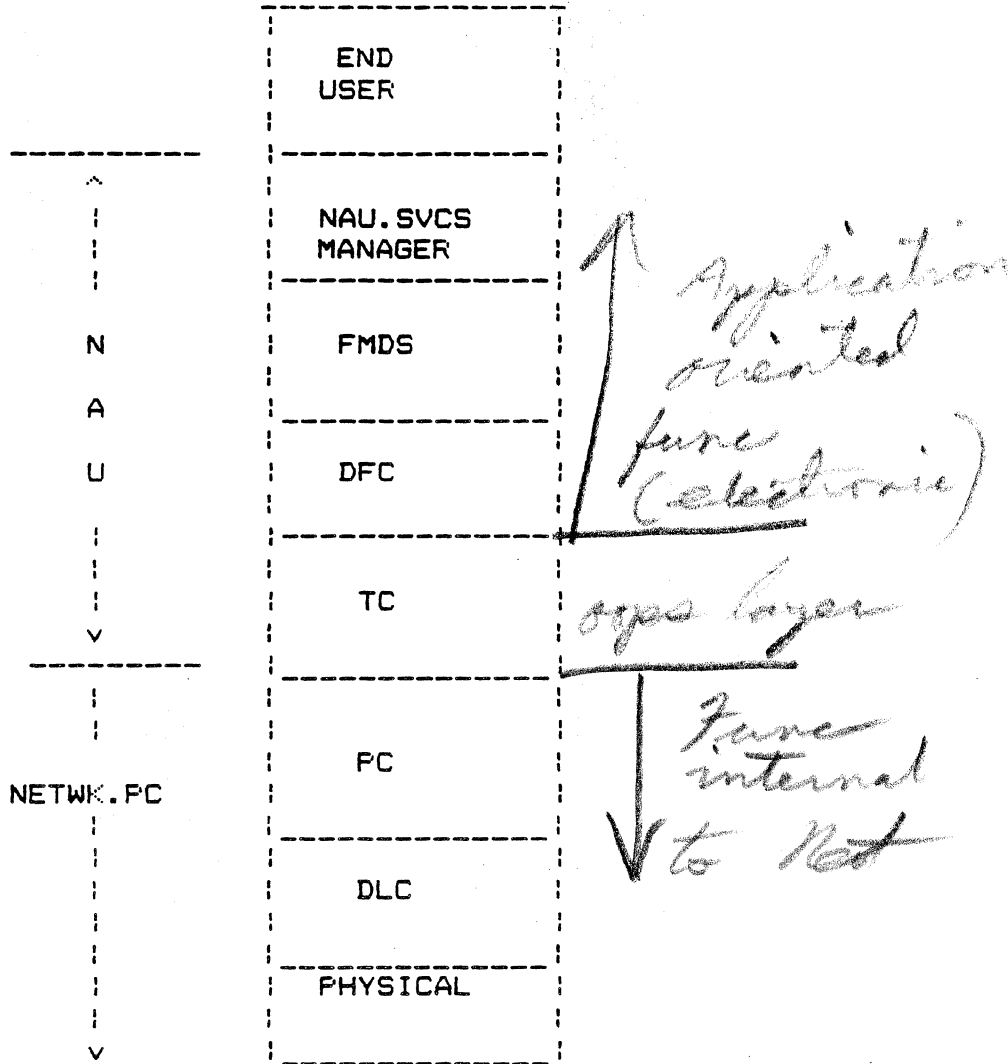 END
USER
NAU.SVCS
MANAGER
N
A
U
FMDS
DFC
TC
NETWK.PC
PC
DLC
PHYSICAL
Application
oriented
func
(electronic)
oops layer
Func
internal
to Net